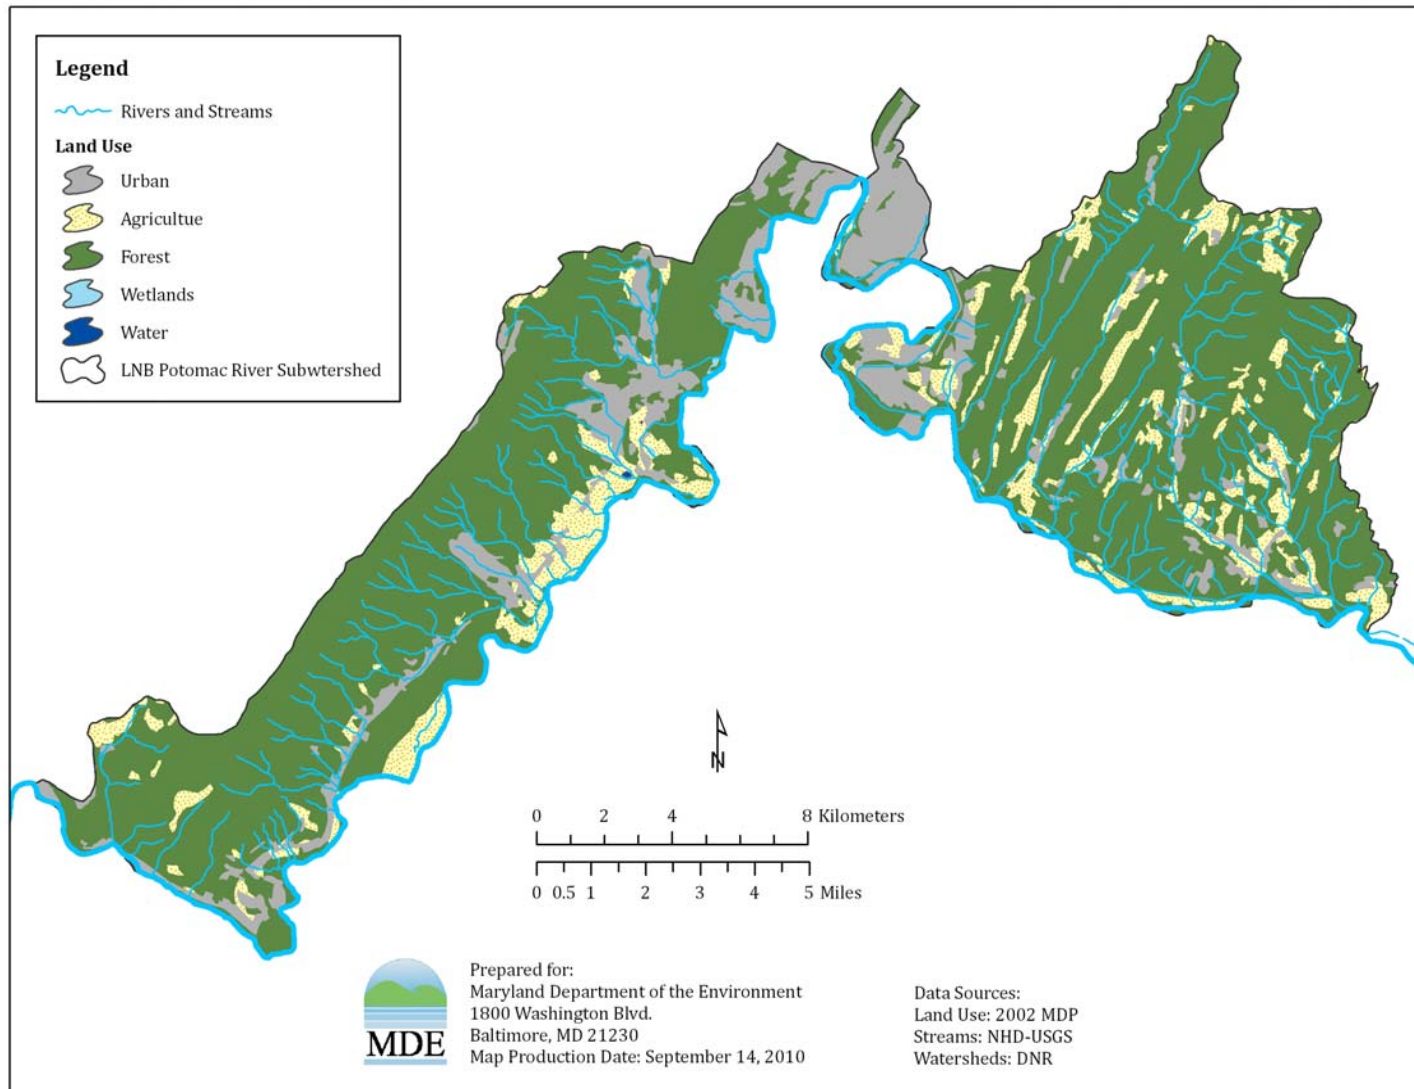 Legend
Rivers and Streams
Land Use
Urban
Agricultue
Forest
Wetlands
Water
LNB Potomac River Subwtershed
N
0 2 4 8 Kilometers
0 0.5 1 2 3 4 5 Miles
MDE
Prepared for:
Maryland Department of the Environment
1800 Washington Blvd.
Baltimore, MD 21230
Map Production Date: September 14, 2010
Data Sources:
Land Use: 2002 MDP
Streams: NHD-USGS
Watersheds: DNR